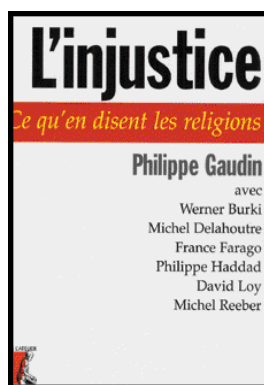 L'injustice
Ce qu'en disent les religions
Philippe Gaudin
avec
Werner Burki
Michel Delahoutre
France Farago
Philippe Haddad
David Loy
Michel Reeber
L'ATELIER